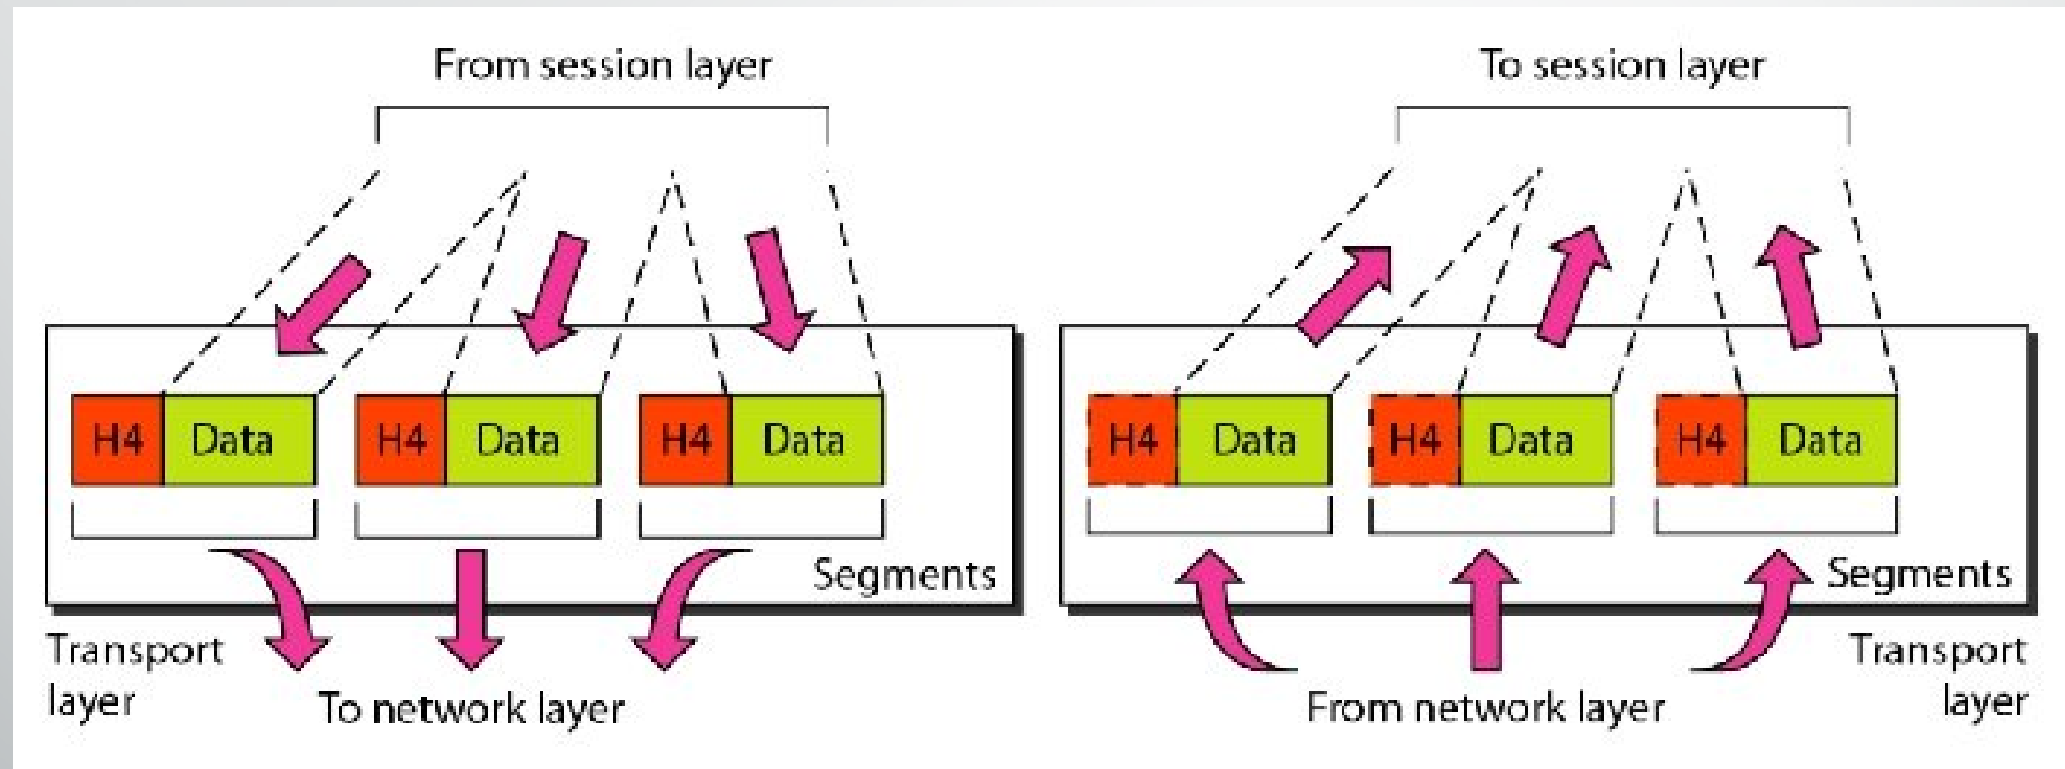 From session layer
H4 Data H4 Data H4 Data
Segments
Transport
layer
To network layer
To session layer
H4 Data H4 Data H4 Data
Segments
From network layer
Transport
layer